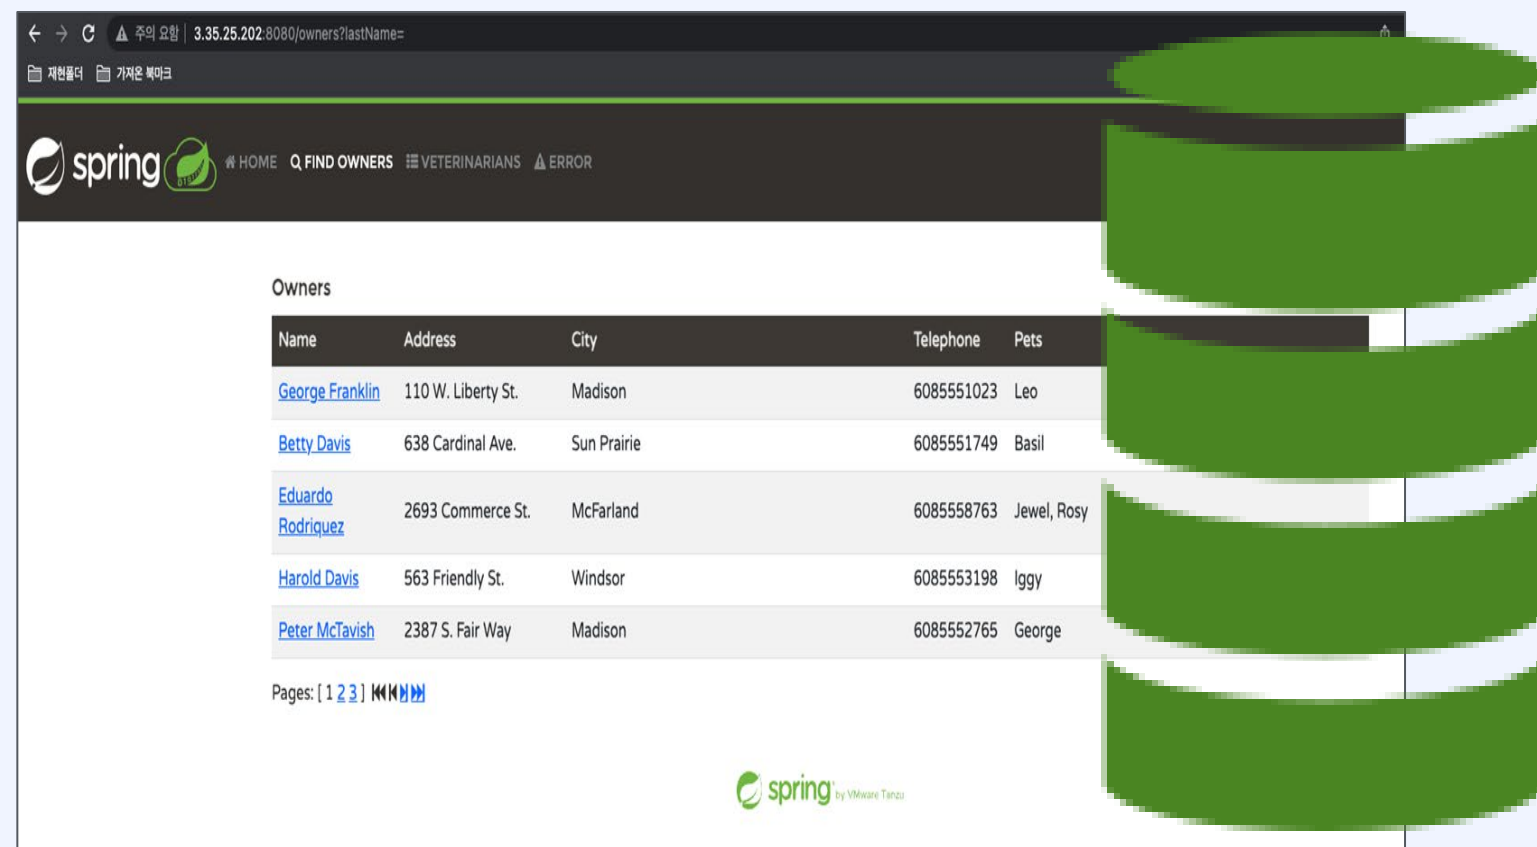 주의 요함 3.35.25.202:8080/owners?lastName=
재현폴더 가져온 북마크
spring HOME FIND OWNERS VETERINARIANS ERROR
Owners
Name Address City Telephone Pets
George Franklin 110 W. Liberty St. Madison 6085551023 Leo
Betty Davis 638 Cardinal Ave. Sun Prairie 6085551749 Basil
Eduardo
Rodriquez 2693 Commerce St. McFarland 6085558763 Jewel, Rosy
Harold Davis 563 Friendly St. Windsor 6085553198 Iggy
Peter McTavish 2387 S. Fair Way Madison 6085552765 George
Pages: [ 1 2 3 ]
spring by VMware Tanzu